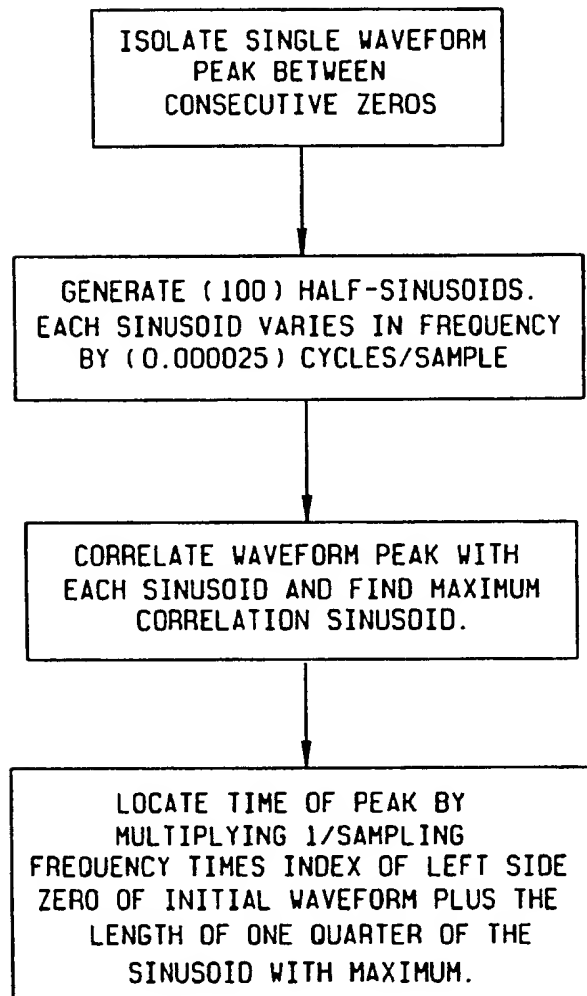 ISOLATE SINGLE WAVEFORM
PEAK BETWEEN
CONSECUTIVE ZEROS
GENERATE (100) HALF-SINUSOIDS.
EACH SINUSOID VARIES IN FREQUENCY
BY (0.000025) CYCLES/SAMPLE
CORRELATE WAVEFORM PEAK WITH
EACH SINUSOID AND FIND MAXIMUM
CORRELATION SINUSOID.
LOCATE TIME OF PEAK BY
MULTIPLYING 1/SAMPLING
FREQUENCY TIMES INDEX OF LEFT SIDE
ZERO OF INITIAL WAVEFORM PLUS THE
LENGTH OF ONE QUARTER OF THE
SINUSOID WITH MAXIMUM.